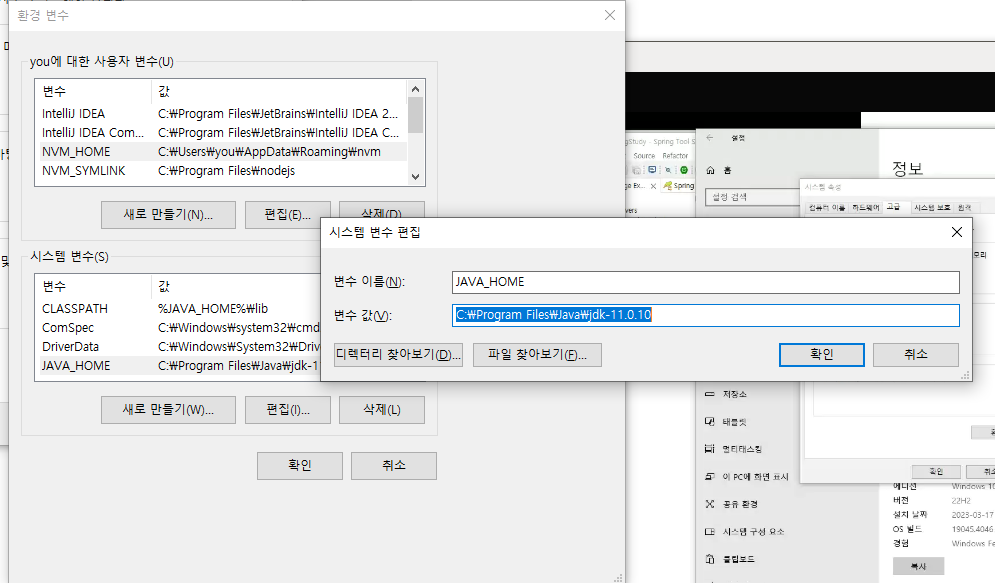 환경 변수
you에 대한 사용자 변수(U)
변수 값
IntelliJ IDEA C:₩Program Files₩JetBrains₩IntelliJ IDEA 2...
IntelliJ IDEA Com... C:₩Program Files₩JetBrains₩IntelliJ IDEA C...
NVM_HOME C:₩Users₩you₩AppData₩Roaming₩nvm
NVM_SYMLINK C:₩Program Files₩nodejs
새로 만들기(N)... 편집(E)... 삭제(D)
시스템 변수(S)
변수 값
CLASSPATH %JAVA_HOME%₩lib
ComSpec C:₩Windows₩system32₩cmd
DriverData C:₩Windows₩System32₩Driv
JAVA_HOME C:₩Program Files₩Java₩jdk-1
새로 만들기(W)... 편집(I)... 삭제(L)
확인 취소
시스템 변수 편집
변수 이름(N): JAVA_HOME
변수 값(V): C:₩Program Files₩Java₩jdk-11.0.10
디렉터리 찾아보기(D)... 파일 찾아보기(F)... 확인 취소
gStudy - Spring Tool S
Source Refactor
Spring
설정
홈
설정 검색
정보
시스템 속성
컴퓨터 이름 하드웨어 고급 시스템 보호 원격
저장소
태블릿
멀티태스킹
이 PC에 화면 표시
공유 환경
시스템 구성 요소
클립보드
확인
에디션 Windows 10
버전 22H2
설치 날짜 2023-03-17
OS 빌드 19045.4046
경험 Windows Fe
복사